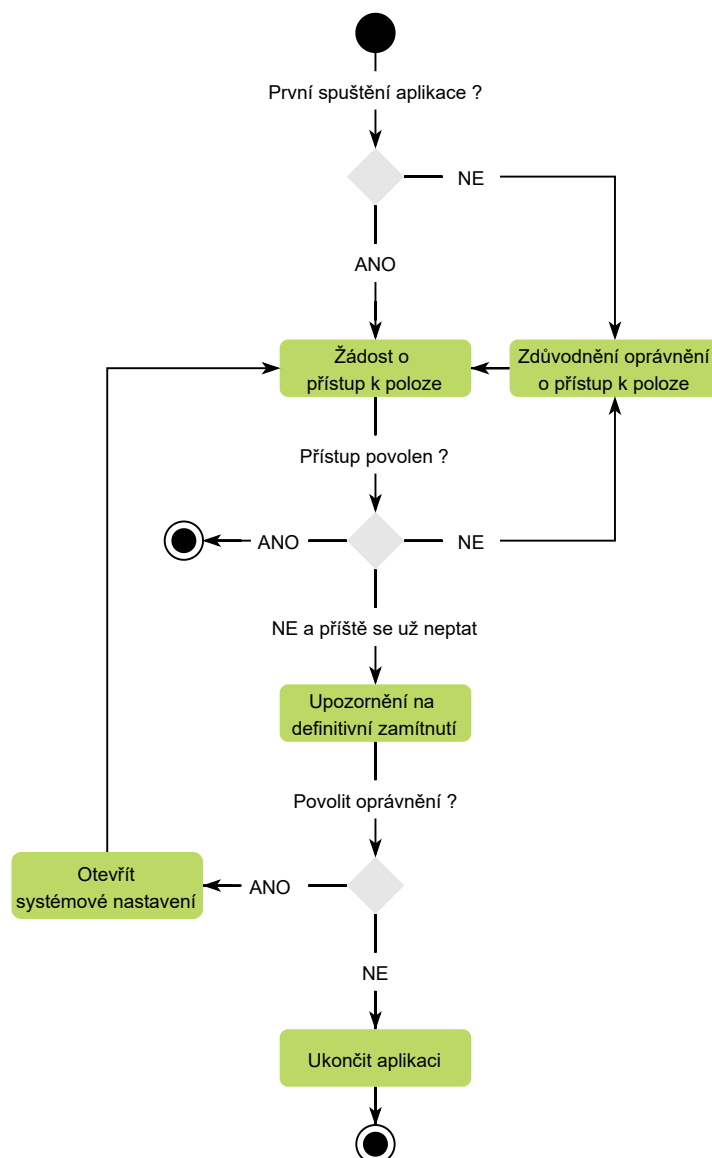 První spuštění aplikace ?
NE
ANO
Žádost o
přístup k poloze
Zdůvodnění oprávnění
o přístup k poloze
Přístup povolen ?
ANO
NE
NE a příště se už neptat
Upozornění na
definitivní zamítnutí
Povolit oprávnění ?
Otevřít
systémové nastavení
ANO
NE
Ukončit aplikaci